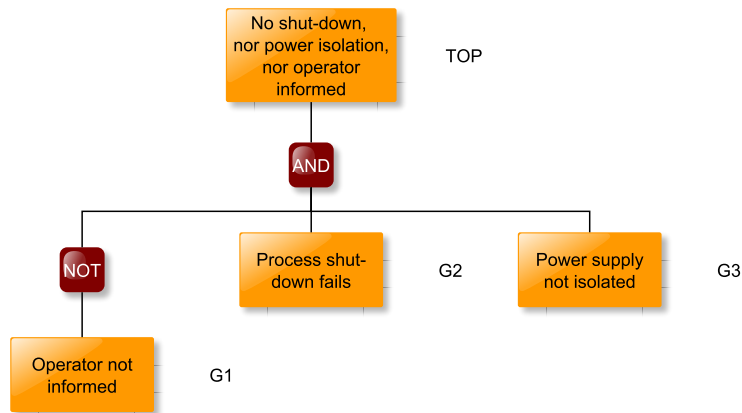 No shut-down,
nor power isolation,
nor operator
informed
TOP
AND
NOT
Process shut-
down fails
G2
Power supply
not isolated
G3
Operator not
informed
G1